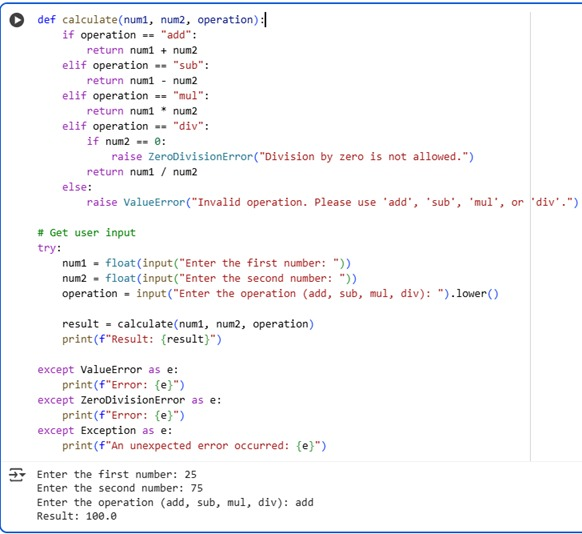 def calculate(num1, num2, operation):
    if operation == "add":
        return num1 + num2
    elif operation == "sub":
        return num1 - num2
    elif operation == "mul":
        return num1 * num2
    elif operation == "div":
        if num2 == 0:
            raise ZeroDivisionError("Division by zero is not allowed.")
        return num1 / num2
    else:
        raise ValueError("Invalid operation. Please use 'add', 'sub', 'mul', or 'div'.")

# Get user input
try:
    num1 = float(input("Enter the first number: "))
    num2 = float(input("Enter the second number: "))
    operation = input("Enter the operation (add, sub, mul, div): ").lower()

    result = calculate(num1, num2, operation)
    print(f"Result: {result}")

except ValueError as e:
    print(f"Error: {e}")
except ZeroDivisionError as e:
    print(f"Error: {e}")
except Exception as e:
    print(f"An unexpected error occurred: {e}")

Enter the first number: 25
Enter the second number: 75
Enter the operation (add, sub, mul, div): add
Result: 100.0